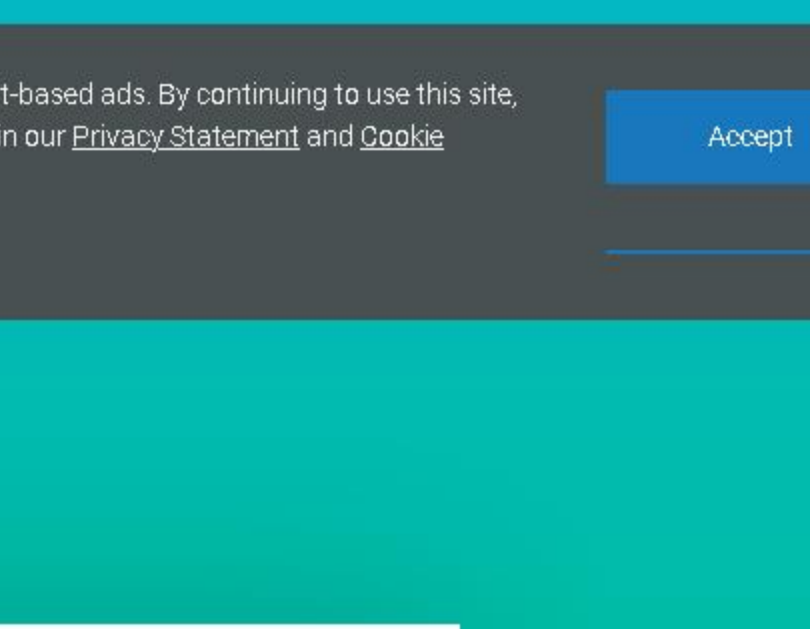 t-based ads. By continuing to use this site,
in our Privacy Statement and Cookie
Accept